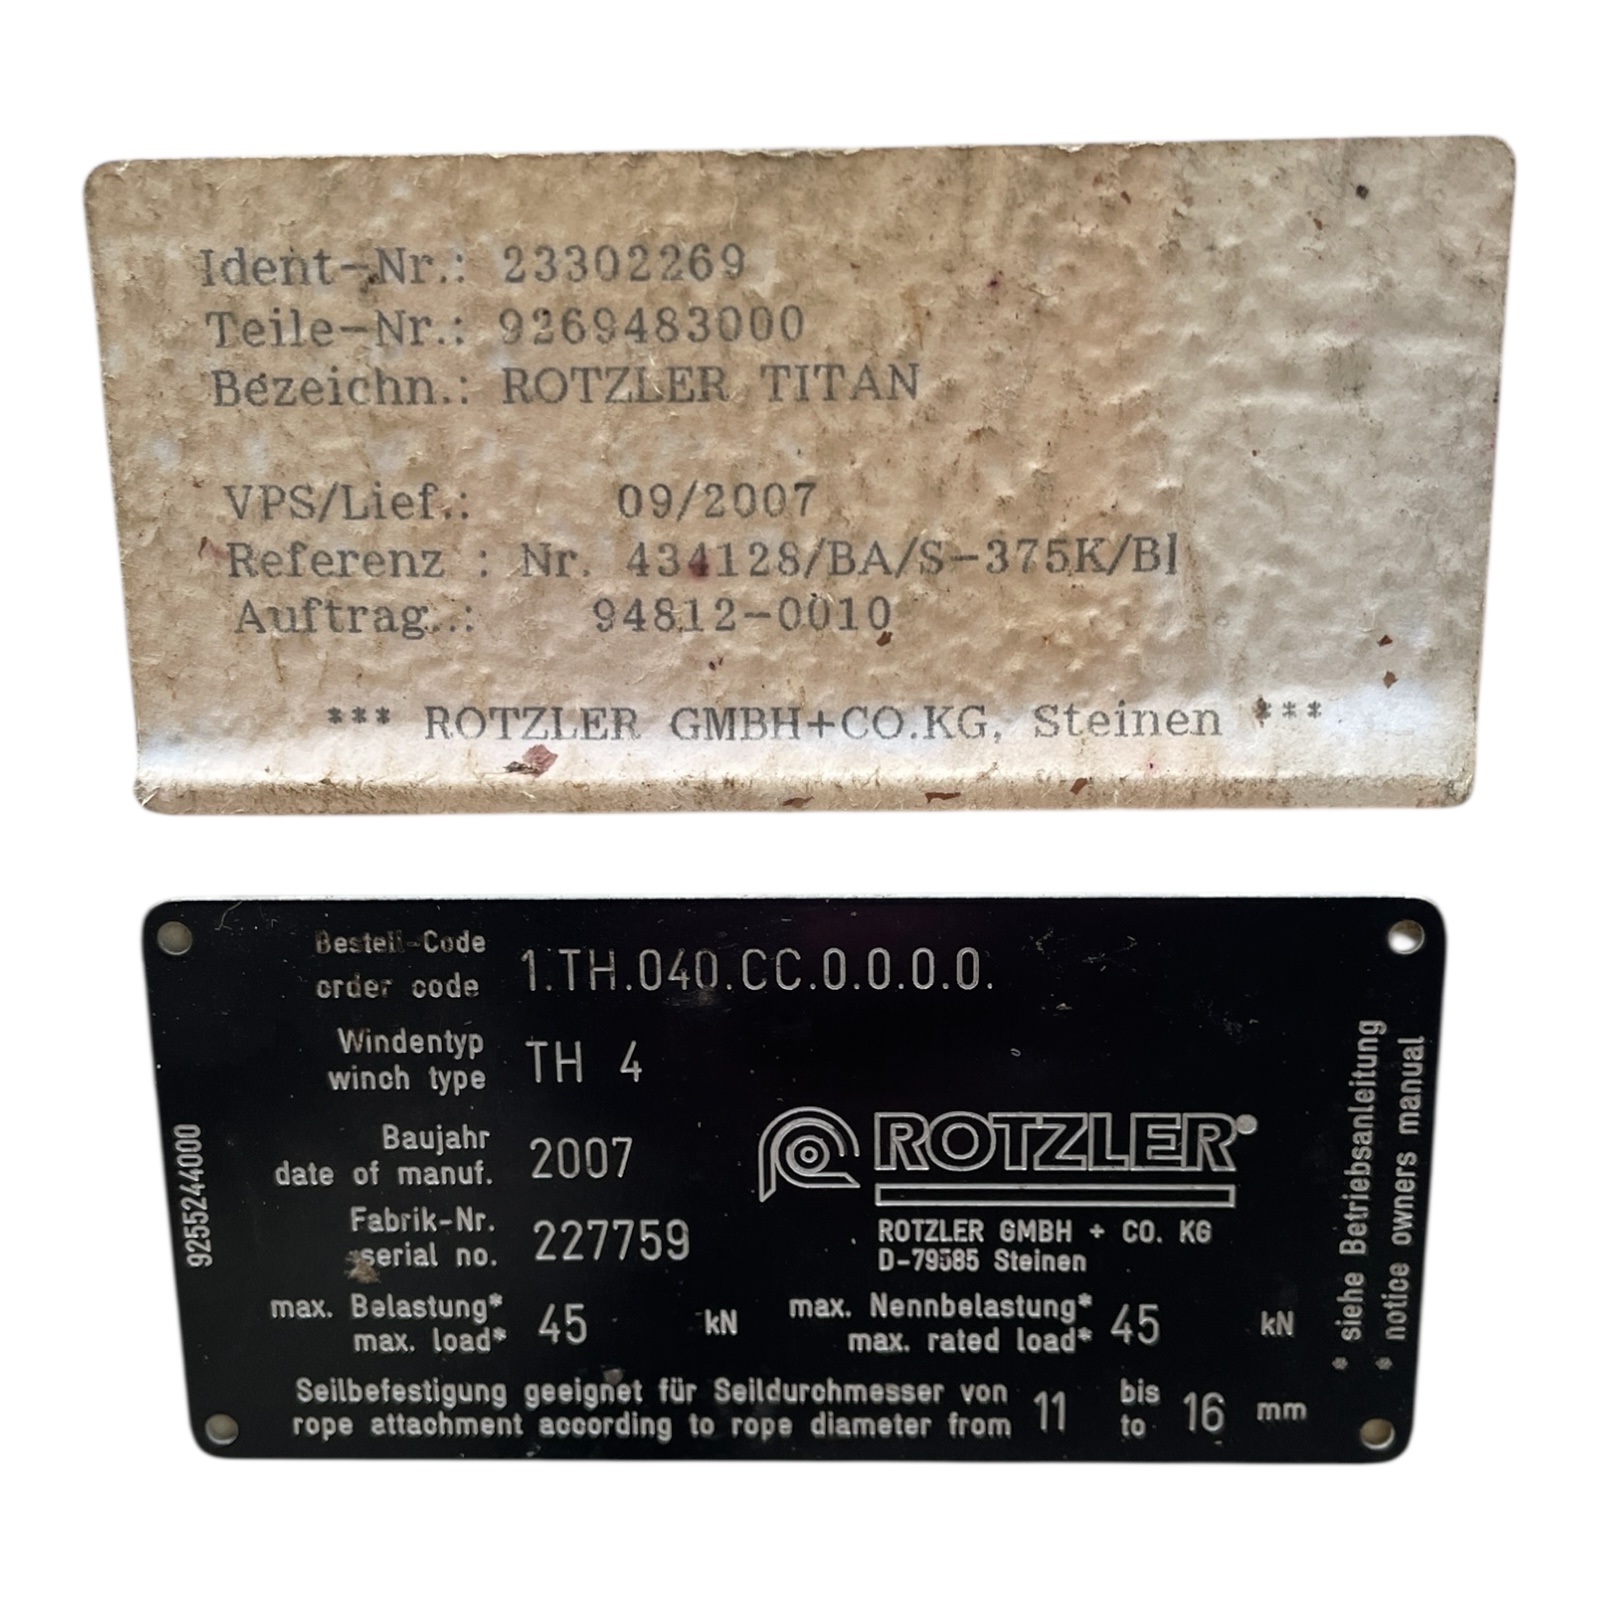 Ident-Nr.: 23302269
Teile-Nr.: 9269483000
Bezeichn.: ROTZLER TITAN
VPS/Lief.: 09/2007
Referenz : Nr. 434128/BA/S-375K/Bl
Auftrag..: 94812-0010
*** ROTZLER GMBH+CO.KG, Steinen ***
Bestell-Code
order code 1.TH.040.CC.0.0.0.0.
Windentyp
winch type TH 4
Baujahr
date of manuf. 2007
Fabrik-Nr.
serial no. 227759
9255244000
ROTZLER
ROTZLER GMBH + CO. KG
D-79585 Steinen
max. Belastung*
max. load* 45 kN
max. Nennbelastung*
max. rated load* 45 kN
Seilbefestigung geeignet für Seildurchmesser von 11 bis 16 mm
rope attachment according to rope diameter from to
* siehe Betriebsanleitung
* notice owners manual